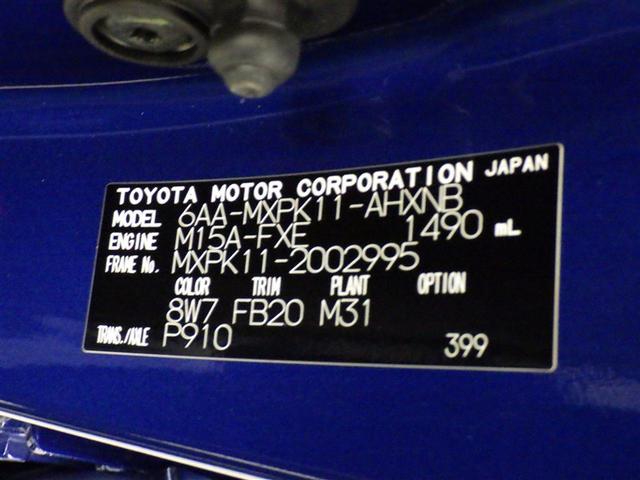 TOYOTA MOTOR CORPORATION JAPAN
MODEL 6AA-MXPK11-AHXNB
ENGINE M15A-FXE 1490 mL
FRAME No. MXPK11-2002995
COLOR TRIM PLANT OPTION
8W7 FB20 M31
TRANS./AXLE P910 399